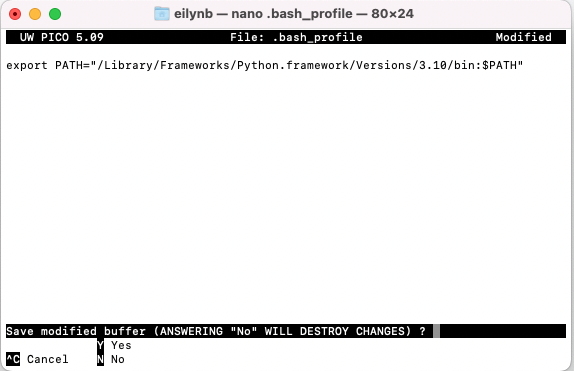 eilynb — nano .bash_profile — 80×24
UW PICO 5.09 File: .bash_profile Modified
export PATH="/Library/Frameworks/Python.framework/Versions/3.10/bin:$PATH"
Save modified buffer (ANSWERING "No" WILL DESTROY CHANGES) ?
Y Yes
^C Cancel N No